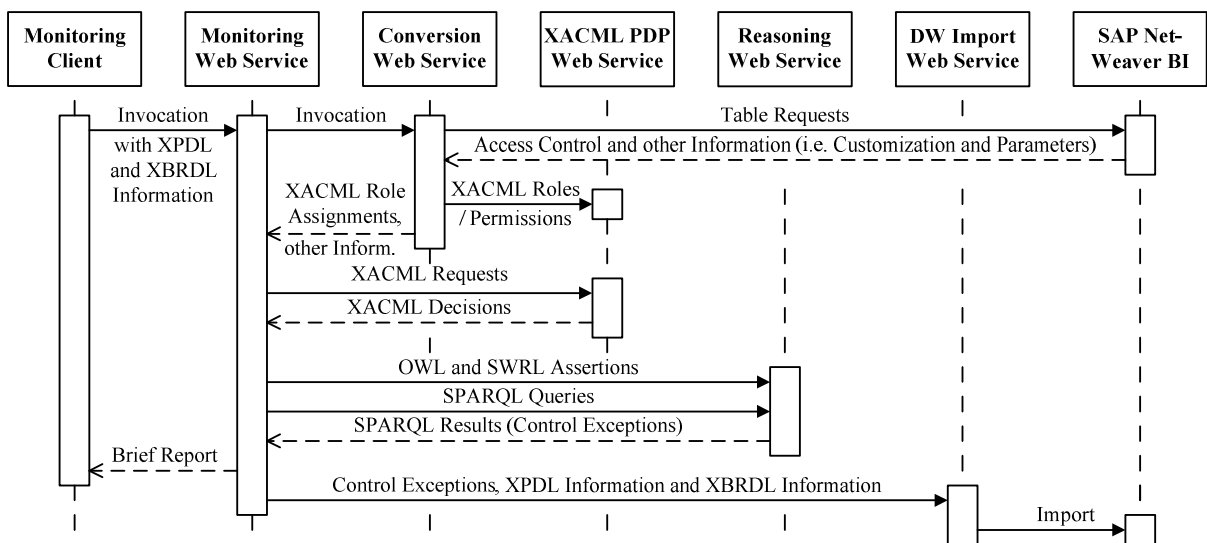 Monitoring
Client
Monitoring
Web Service
Conversion
Web Service
XACML PDP
Web Service
Reasoning
Web Service
DW Import
Web Service
SAP Net-
Weaver BI
Invocation
with XPDL
and XBRDL
Information
Invocation
Table Requests
Access Control and other Information (i.e. Customization and Parameters)
XACML Role
Assignments,
other Inform.
XACML Roles
/ Permissions
XACML Requests
XACML Decisions
OWL and SWRL Assertions
SPARQL Queries
SPARQL Results (Control Exceptions)
Brief Report
Control Exceptions, XPDL Information and XBRDL Information
Import